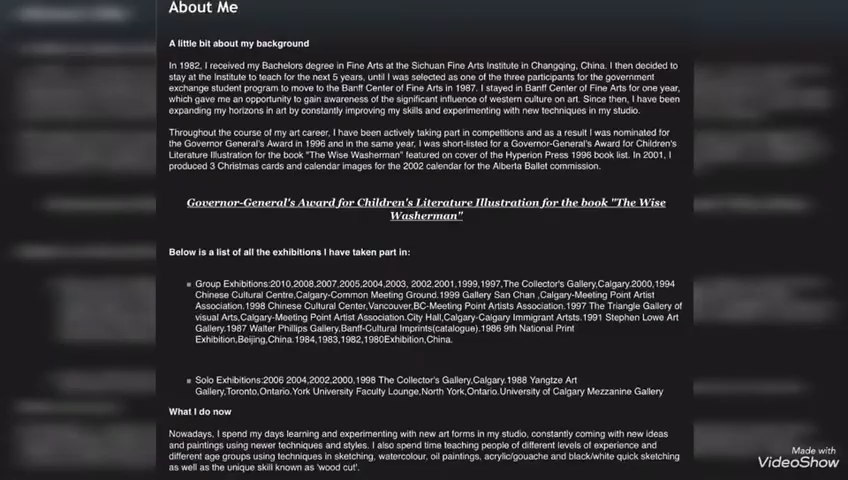 About Me
A little bit about my background
In 1982, I received my Bachelors degree in Fine Arts at the Sichuan Fine Arts Institute in Changqing, China. I then decided to
stay at the Institute to teach for the next 5 years, until I was selected as one of the three participants for the government
exchange student program to move to the Banff Center of Fine Arts in 1987. I stayed in Banff Center of Fine Arts for one year,
which gave me an opportunity to gain awareness of the significant influence of western culture on art. Since then, I have been
expanding my horizons in art by constantly improving my skills and experimenting with new techniques in my studio.
Throughout the course of my art career, I have been actively taking part in competitions and as a result I was nominated for
the Governor General's Award in 1996 and in the same year, I was short-listed for a Governor-General's Award for Children's
Literature Illustration for the book "The Wise Washerman" featured on cover of the Hyperion Press 1996 book list. In 2001, I
produced 3 Christmas cards and calendar images for the 2002 calendar for the Alberta Ballet commission.
Governor-General's Award for Children's Literature Illustration for the book "The Wise
Washerman"
Below is a list of all the exhibitions I have taken part in:
Group Exhibitions:2010,2008,2007,2005,2004,2003, 2002,2001,1999,1997,The Collector's Gallery,Calgary.2000,1994
Chinese Cultural Centre,Calgary-Common Meeting Ground.1999 Gallery San Chan ,Calgary-Meeting Point Artist
Association.1998 Chinese Cultural Center,Vancouver,BC-Meeting Point Artists Association.1997 The Triangle Gallery of
visual Arts,Calgary-Meeting Point Artist Association.City Hall,Calgary-Calgary Immigrant Artsts.1991 Stephen Lowe Art
Gallery.1987 Walter Phillips Gallery,Banff-Cultural Imprints(catalogue).1986 9th National Print
Exhibition,Beijing,China.1984,1983,1982,1980Exhibition,China.
Solo Exhibitions:2006 2004,2002,2000,1998 The Collector's Gallery,Calgary.1988 Yangtze Art
Gallery,Toronto,Ontario.York University Faculty Lounge,North York,Ontario.University of Calgary Mezzanine Gallery
What I do now
Nowadays, I spend my days learning and experimenting with new art forms in my studio, constantly coming with new ideas
and paintings using newer techniques and styles. I also spend time teaching people of different levels of experience and
different age groups using techniques in sketching, watercolour, oil paintings, acrylic/gouache and black/white quick sketching
as well as the unique skill known as 'wood cut'.
Made with
VideoShow